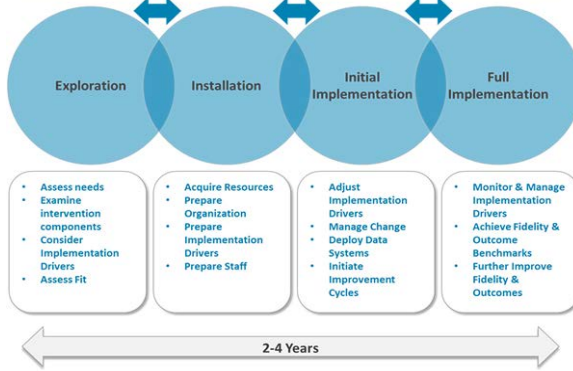 Exploration
Installation
Initial
Implementation
Full
Implementation
• Assess needs
• Examine
intervention
components
• Consider
Implementation
Drivers
• Assess Fit
• Acquire Resources
• Prepare
Organization
• Prepare
Implementation
Drivers
• Prepare Staff
• Adjust
Implementation
Drivers
• Manage Change
• Deploy Data
Systems
• Initiate
Improvement
Cycles
• Monitor & Manage
Implementation
Drivers
• Achieve Fidelity &
Outcome
Benchmarks
• Further Improve
Fidelity &
Outcomes
2-4 Years